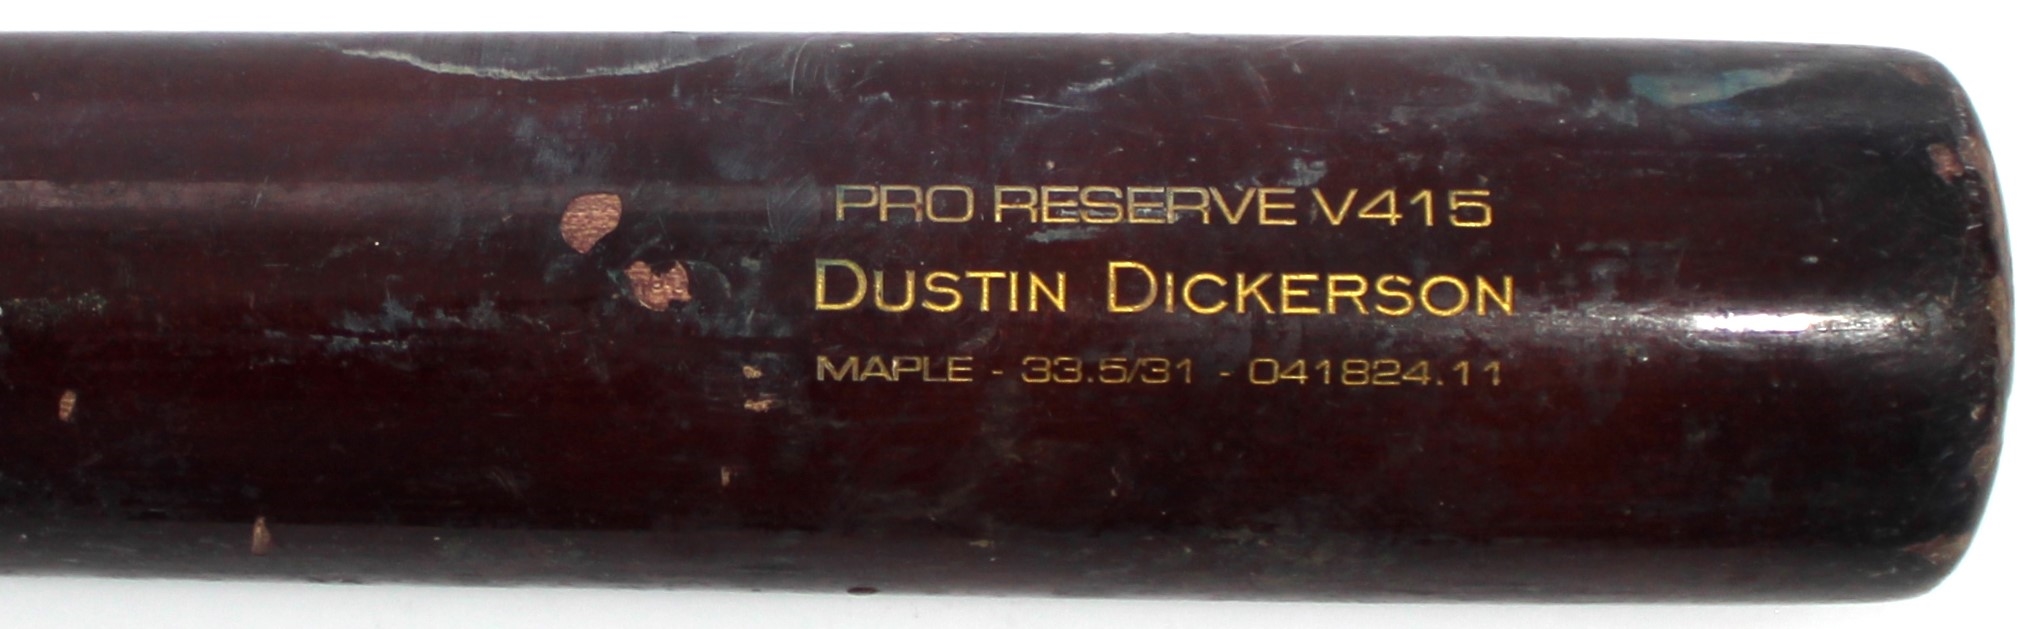 PRO RESERVE V415
DUSTIN DICKERSON
MAPLE - 33.5/31 - 041824.11